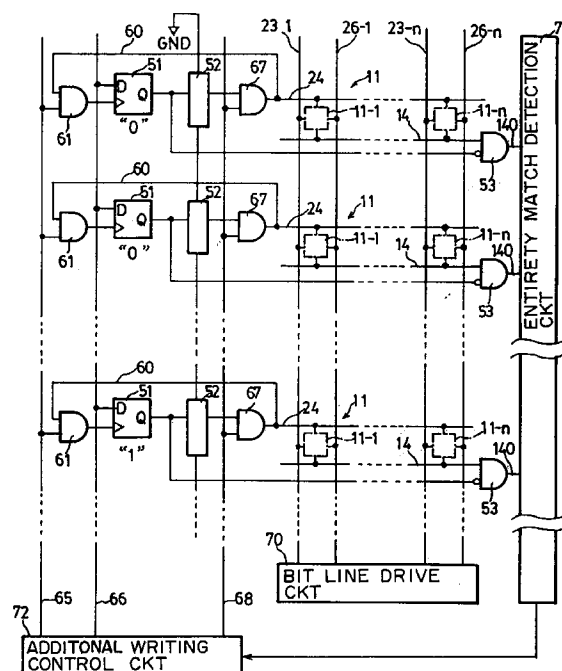 60 23-1 26-1 23-n 26-n 7
GND
51 52 67 24 11
D Q
11-1 11-n
61 "0" 14 140
53
60
51 52 67 24 11
D Q
11-1 11-n
61 "0" 14 140
53
ENTIRETY MATCH DETECTION
CKT
60
51 52 67 24 11
D Q
11-1 11-n
61 "1" 14 140
53
70
BIT LINE DRIVE
CKT
72 65 66 68
ADDITONAL WRITING
CONTROL CKT